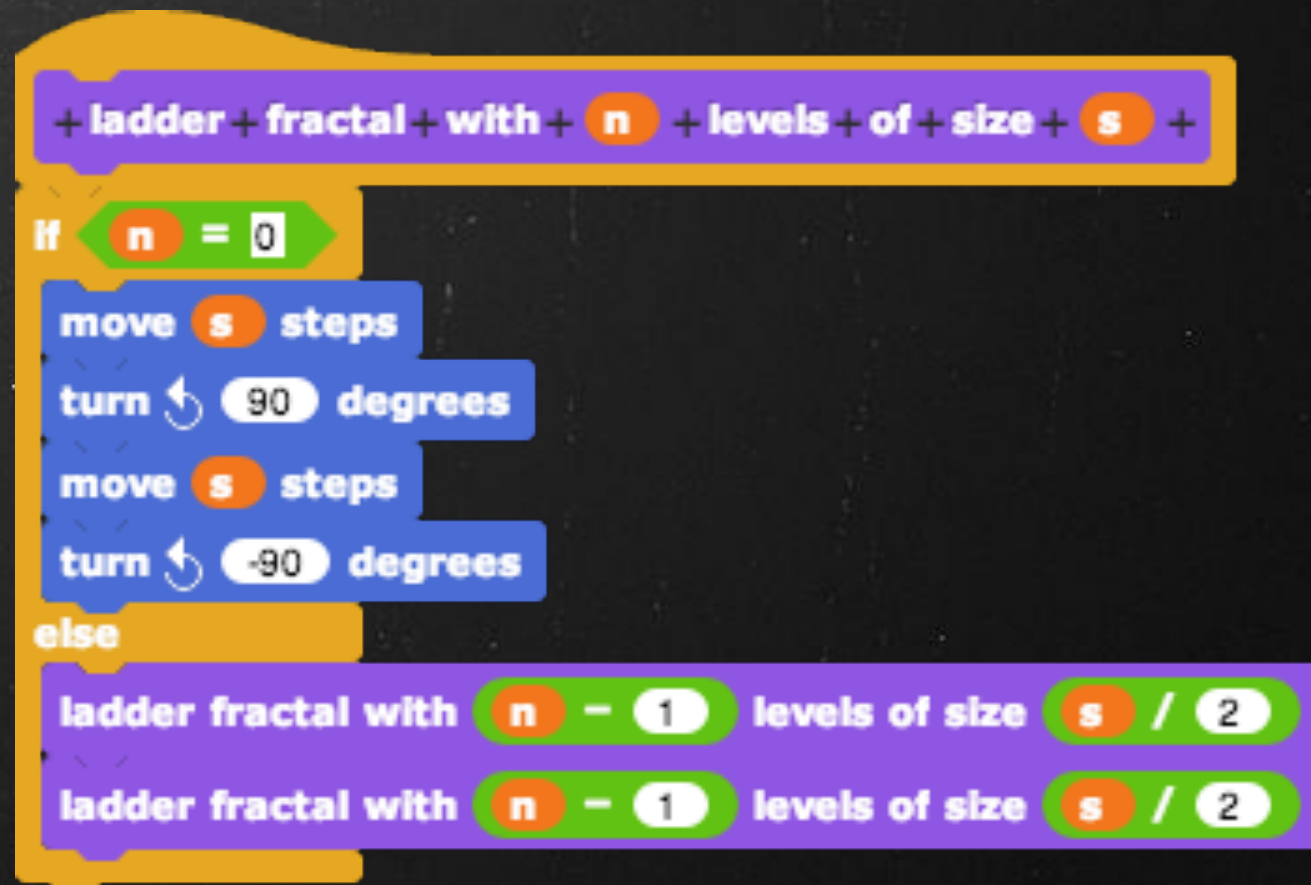 + ladder + fractal + with + n + levels + of + size + s +
if n = 0
move s steps
turn 90 degrees
move s steps
turn -90 degrees
else
ladder fractal with n - 1 levels of size s / 2
ladder fractal with n - 1 levels of size s / 2